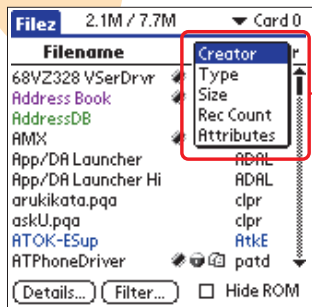 Filez 2.1M / 7.7M Card 0
Filename r
Creator
Type
Size
Rec Count
Attributes
68VZ328 VSerDrvr
Address Book
AddressDB
AMX
App/DA Launcher ADAL
App/DA Launcher Hi ADAL
arukikata.pqa clpr
askU.pqa clpr
ATOK-ESup AtkE
ATPhoneDriver patd
Details... Filter... Hide ROM